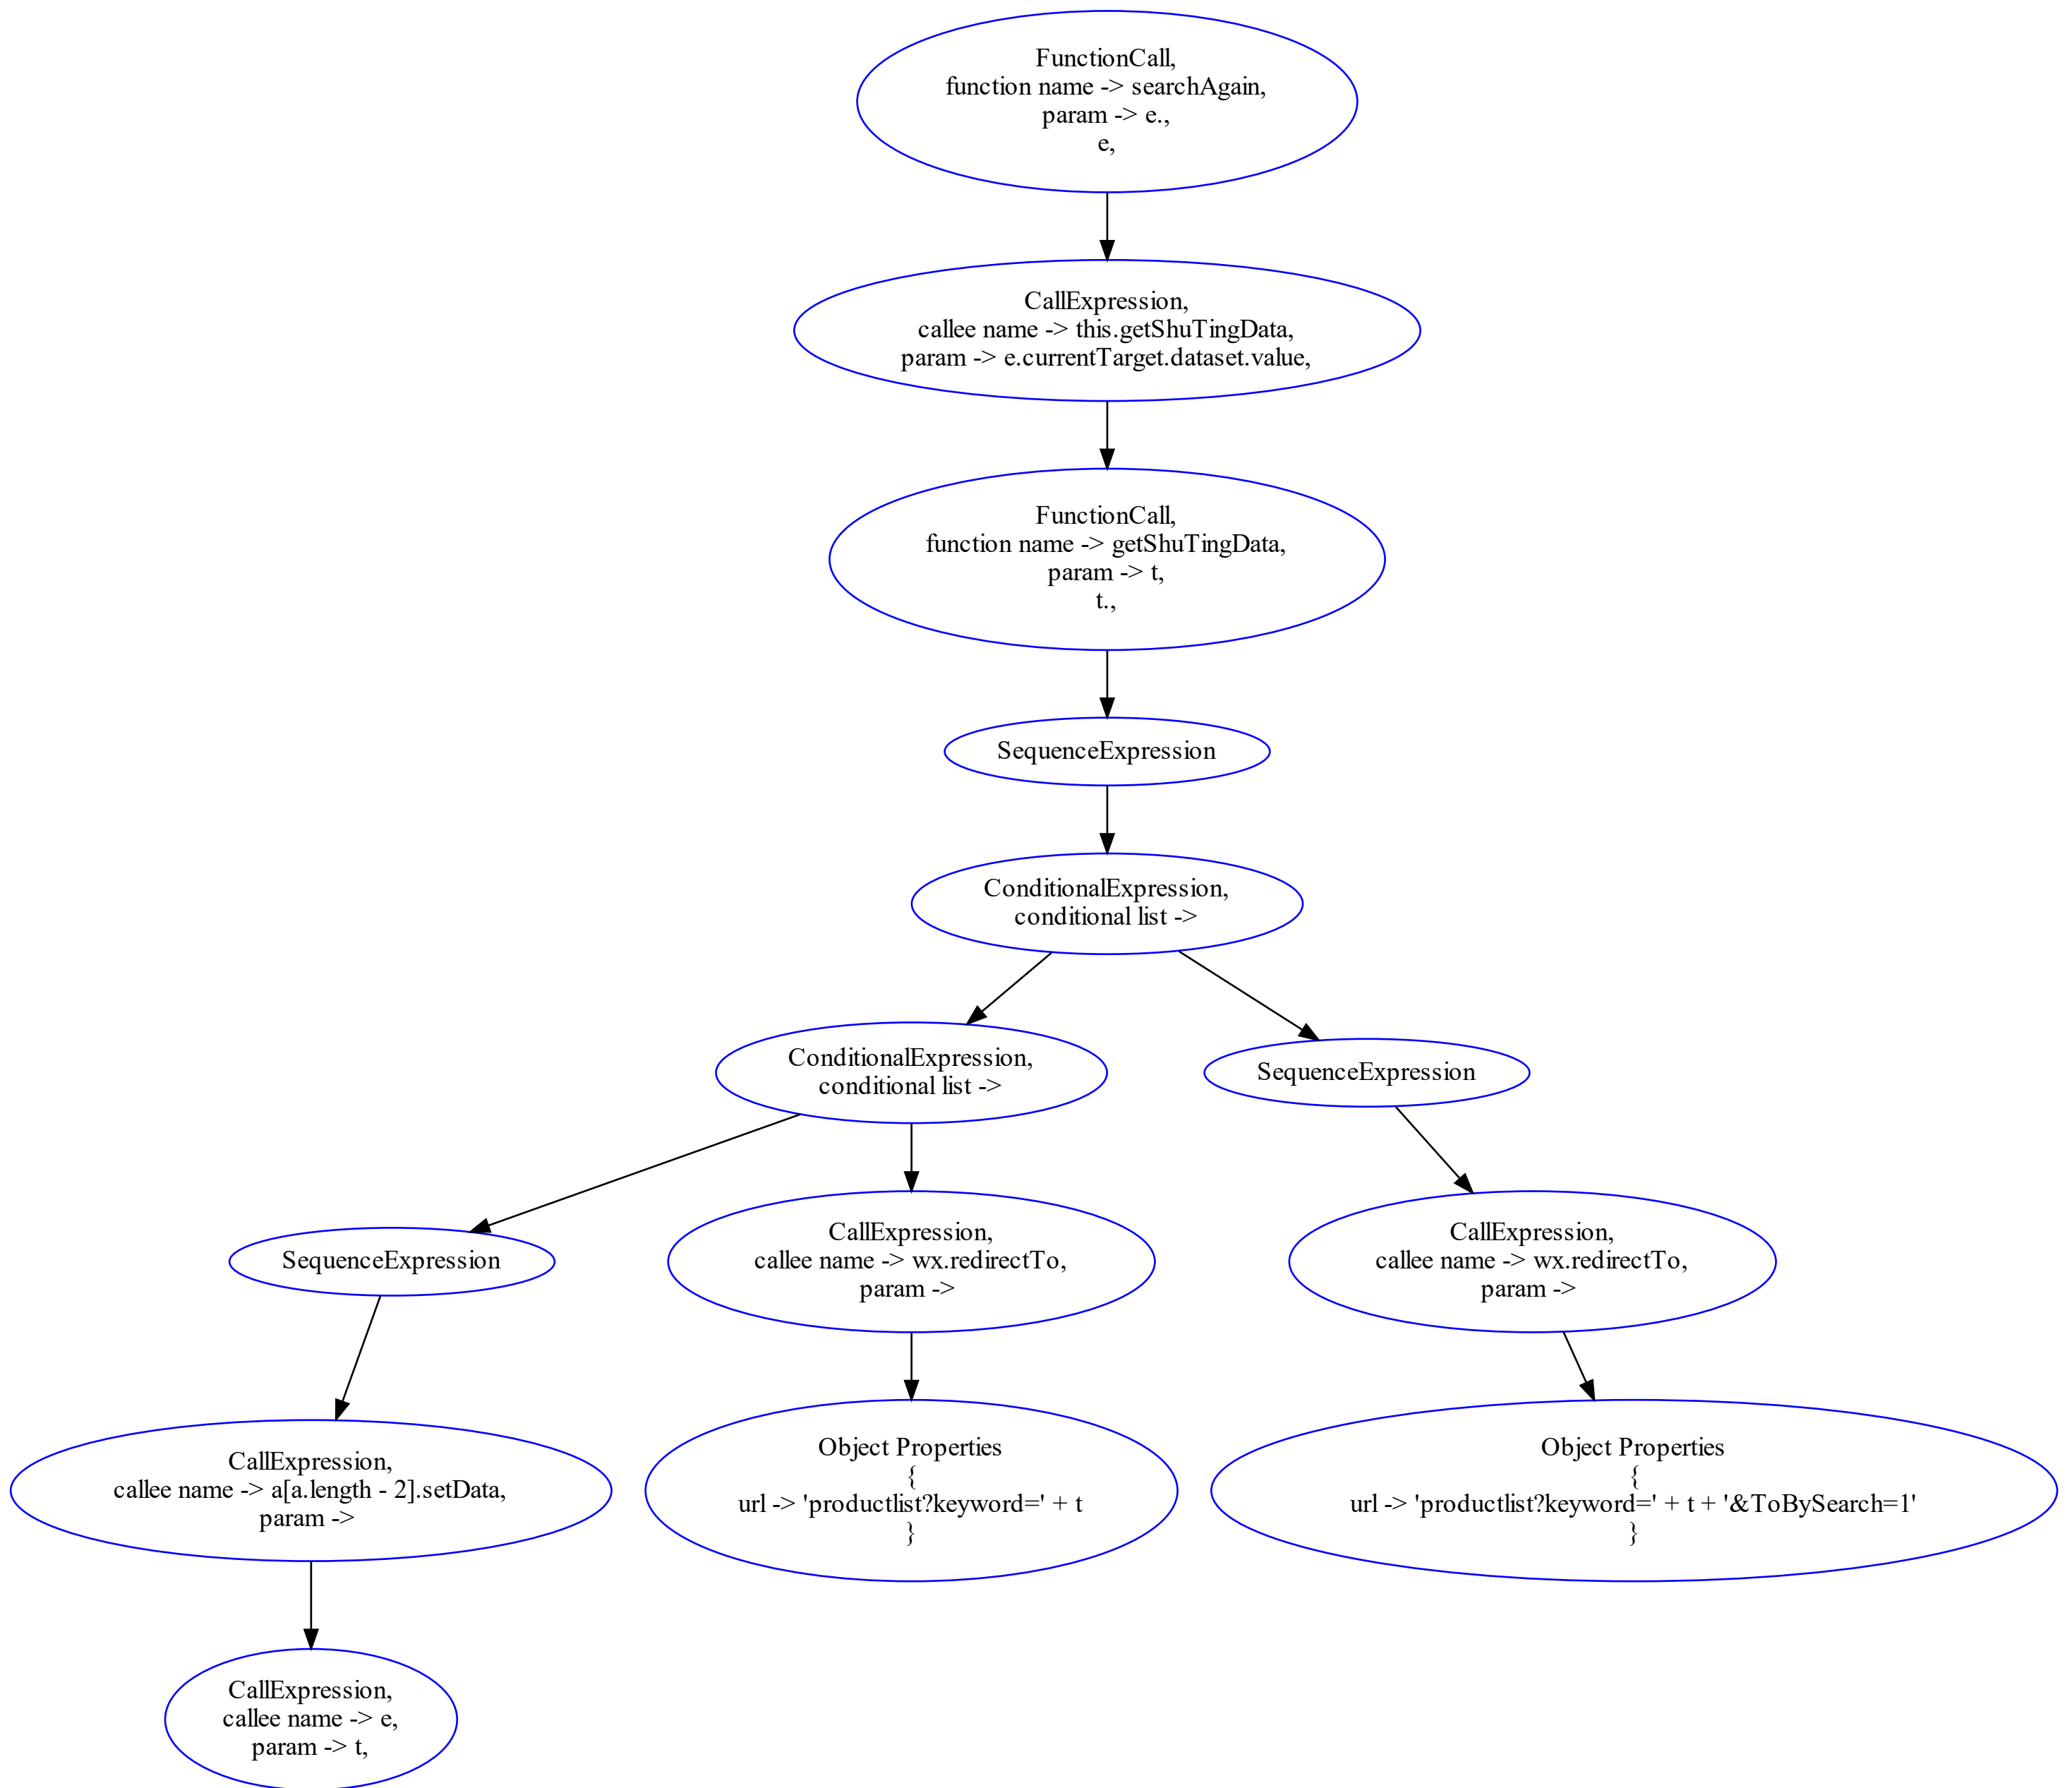 FunctionCall,
function name -> searchAgain,
param -> e.,
e,
CallExpression,
callee name -> this.getShuTingData,
param -> e.currentTarget.dataset.value,
FunctionCall,
function name -> getShuTingData,
param -> t,
t.,
SequenceExpression
ConditionalExpression,
conditional list ->
ConditionalExpression,
conditional list ->
SequenceExpression
SequenceExpression
CallExpression,
callee name -> wx.redirectTo,
param ->
CallExpression,
callee name -> wx.redirectTo,
param ->
CallExpression,
callee name -> a[a.length - 2].setData,
param ->
Object Properties
{
url -> 'productlist?keyword=' + t
}
Object Properties
{
url -> 'productlist?keyword=' + t + '&ToBySearch=1'
}
CallExpression,
callee name -> e,
param -> t,